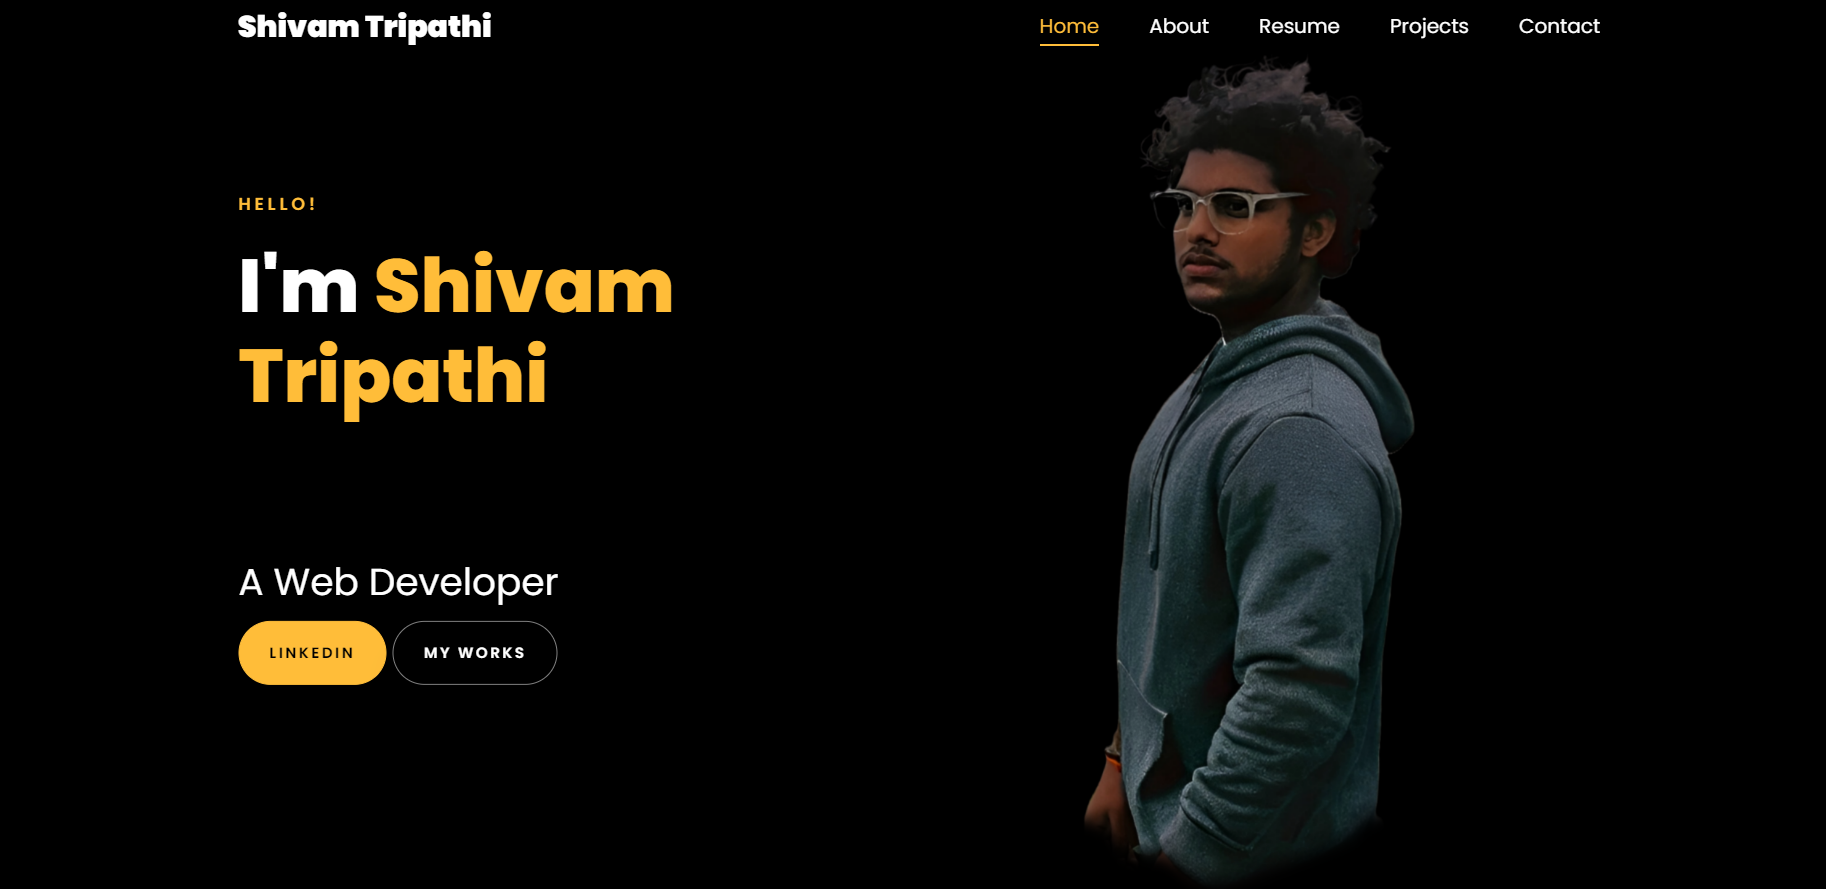 Shivam Tripathi
Home About Resume Projects Contact
HELLO!
I'm Shivam
Tripathi
A Web Developer
LINKEDIN MY WORKS